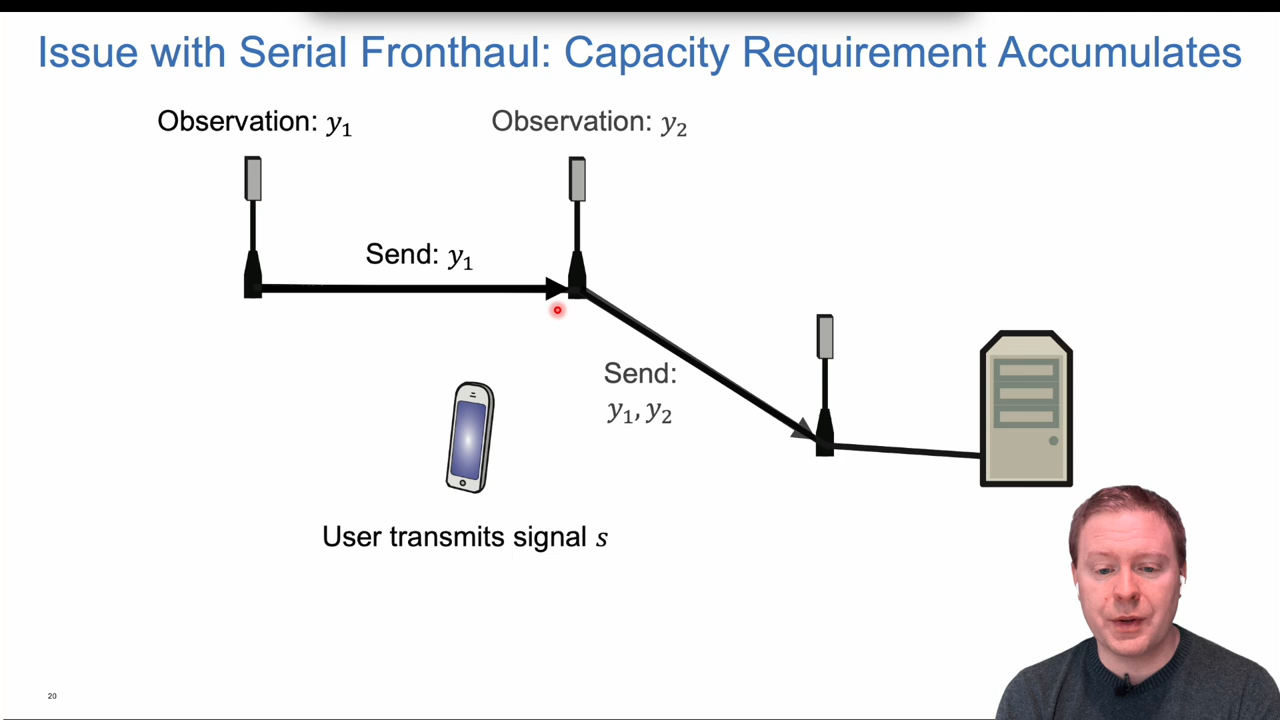 Issue with Serial Fronthaul: Capacity Requirement Accumulates
Observation: y₁
Observation: y₂
Send: y₁
Send:
y₁, y₂
User transmits signal s
20